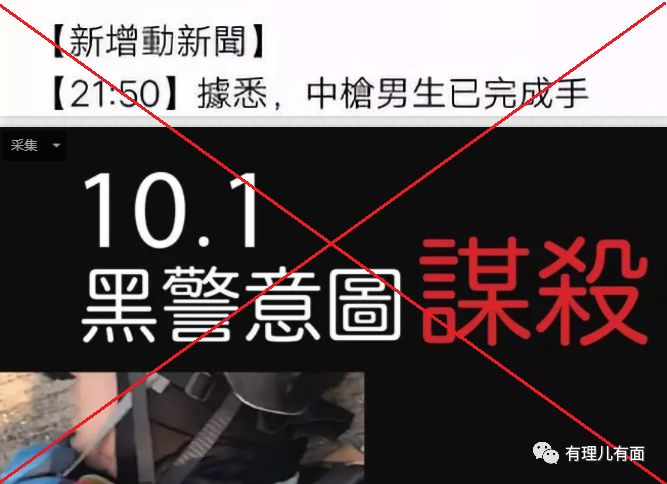 【新增動新聞】
【21:50】據悉，中槍男生已完成手
采集
10.1
黑警意圖謀殺
有理儿有面